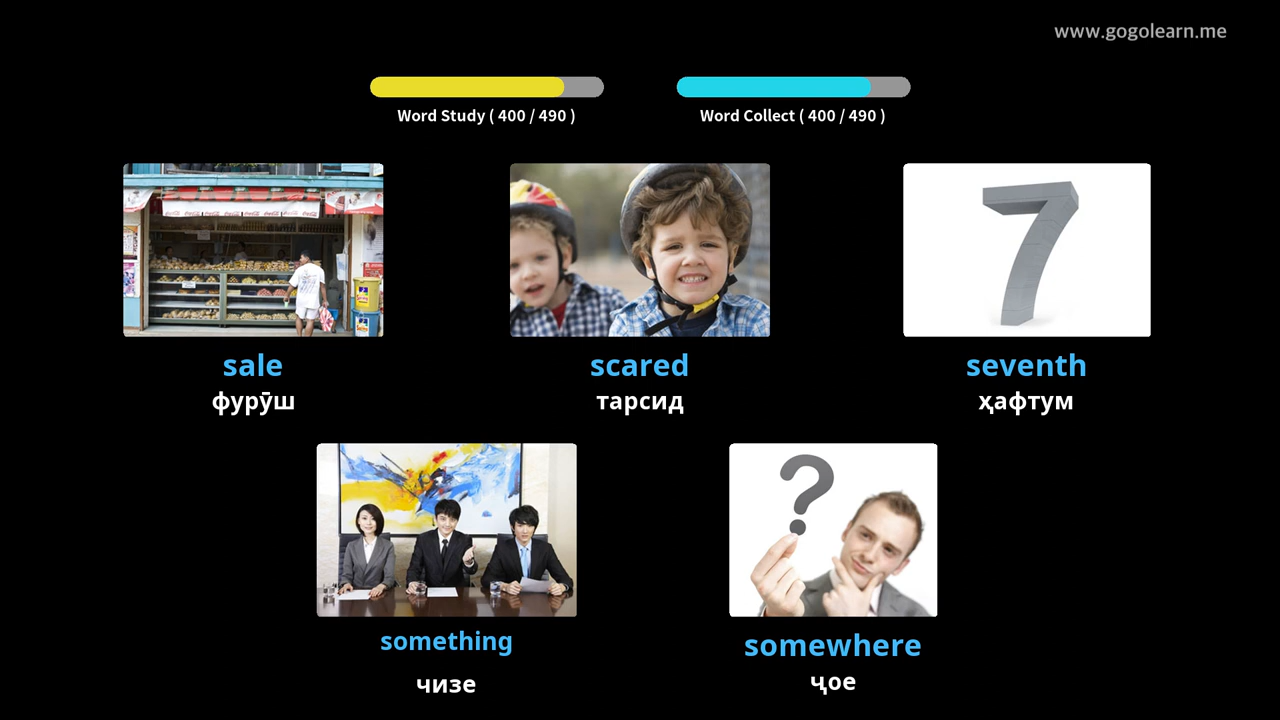 www.gogolearn.me
Word Study ( 400 / 490 )
Word Collect ( 400 / 490 )
sale
фурӯш
scared
тарсид
seventh
ҳафтум
something
чизе
somewhere
ҷое